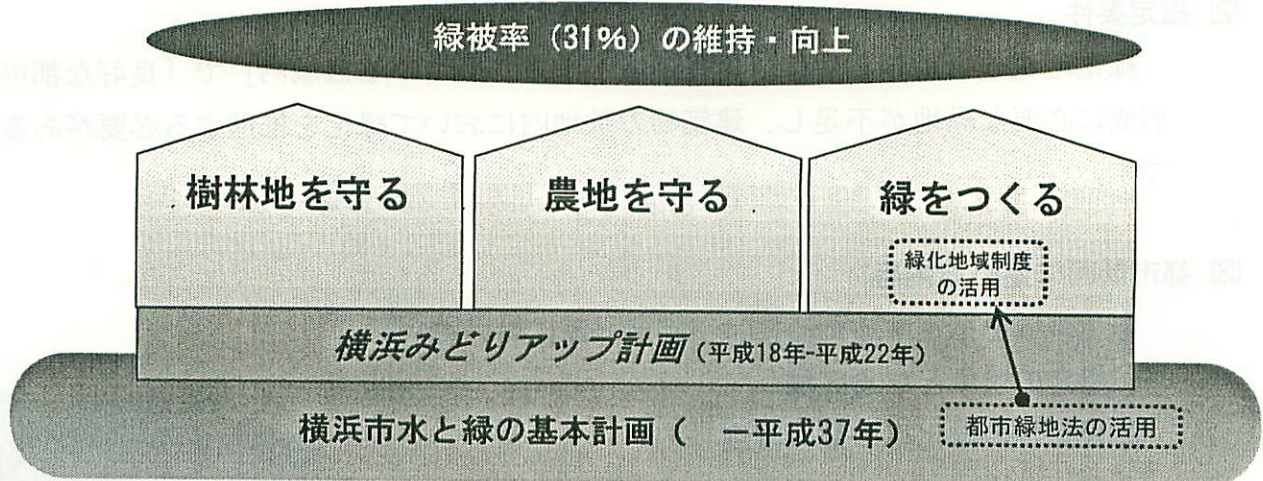 緑被率（31%）の維持・向上
樹林地を守る
農地を守る
緑をつくる
緑化地域制度
の活用
横浜みどりアップ計画（平成18年-平成22年）
横浜市水と緑の基本計画（　－平成37年）
都市緑地法の活用